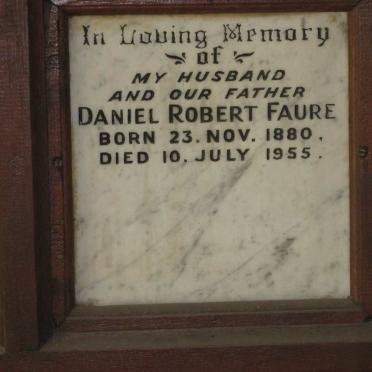 In Loving Memory
of
MY HUSBAND
AND OUR FATHER
DANIEL ROBERT FAURE
BORN 23. NOV. 1880.
DIED 10. JULY 1955.